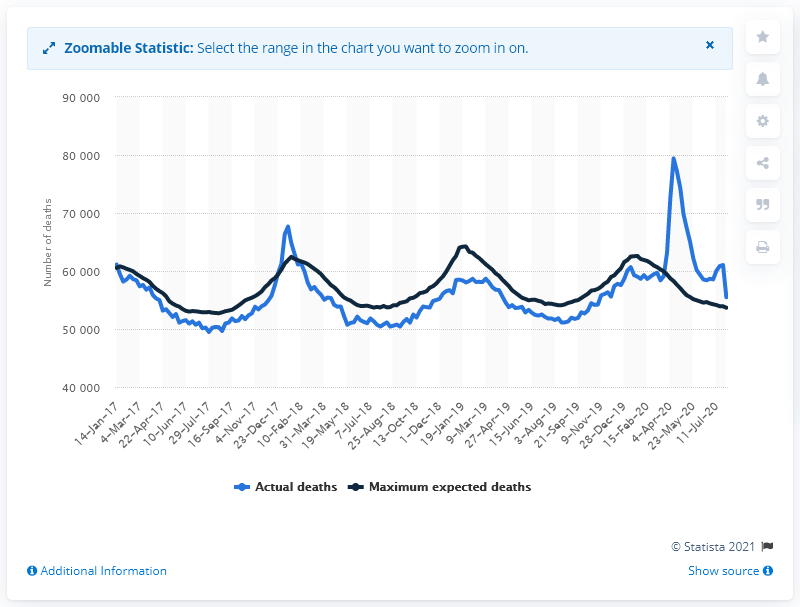 Zoomable Statistic: Select the range in the chart you want to zoom in on.
×
90 000
80 000
70 000
60 000
50 000
40 000
Number of deaths
14-Jan-17
4-Mar-17
22-Apr-17
10-Jun-17
29-Jul-17
16-Sep-17
4-Nov-17
23-Dec-17
10-Feb-18
31-Mar-18
19-May-18
7-Jul-18
25-Aug-18
13-Oct-18
1-Dec-18
19-Jan-19
9-Mar-19
27-Apr-19
15-Jun-19
3-Aug-19
21-Sep-19
9-Nov-19
28-Dec-19
15-Feb-20
4-Apr-20
23-May-20
11-Jul-20
Actual deaths
Maximum expected deaths
© Statista 2021
Additional Information
Show source